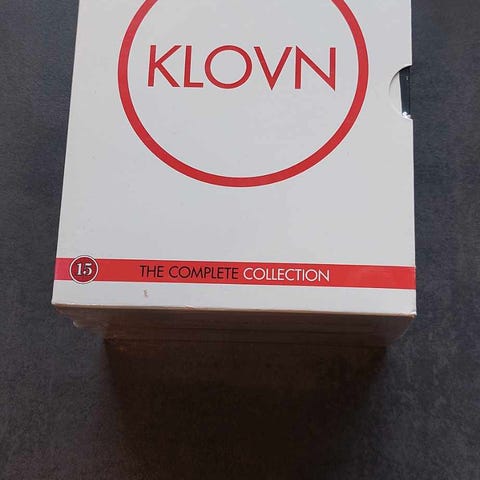 KLOVN
15
THE COMPLETE COLLECTION